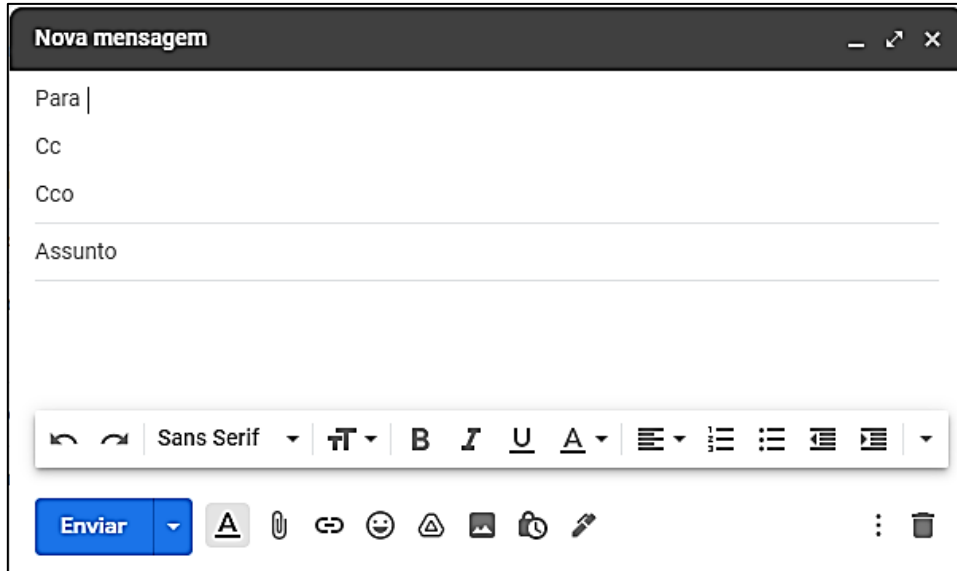 Nova mensagem
Para
Cc
Cco
Assunto
Sans Serif
B I U A
Enviar A